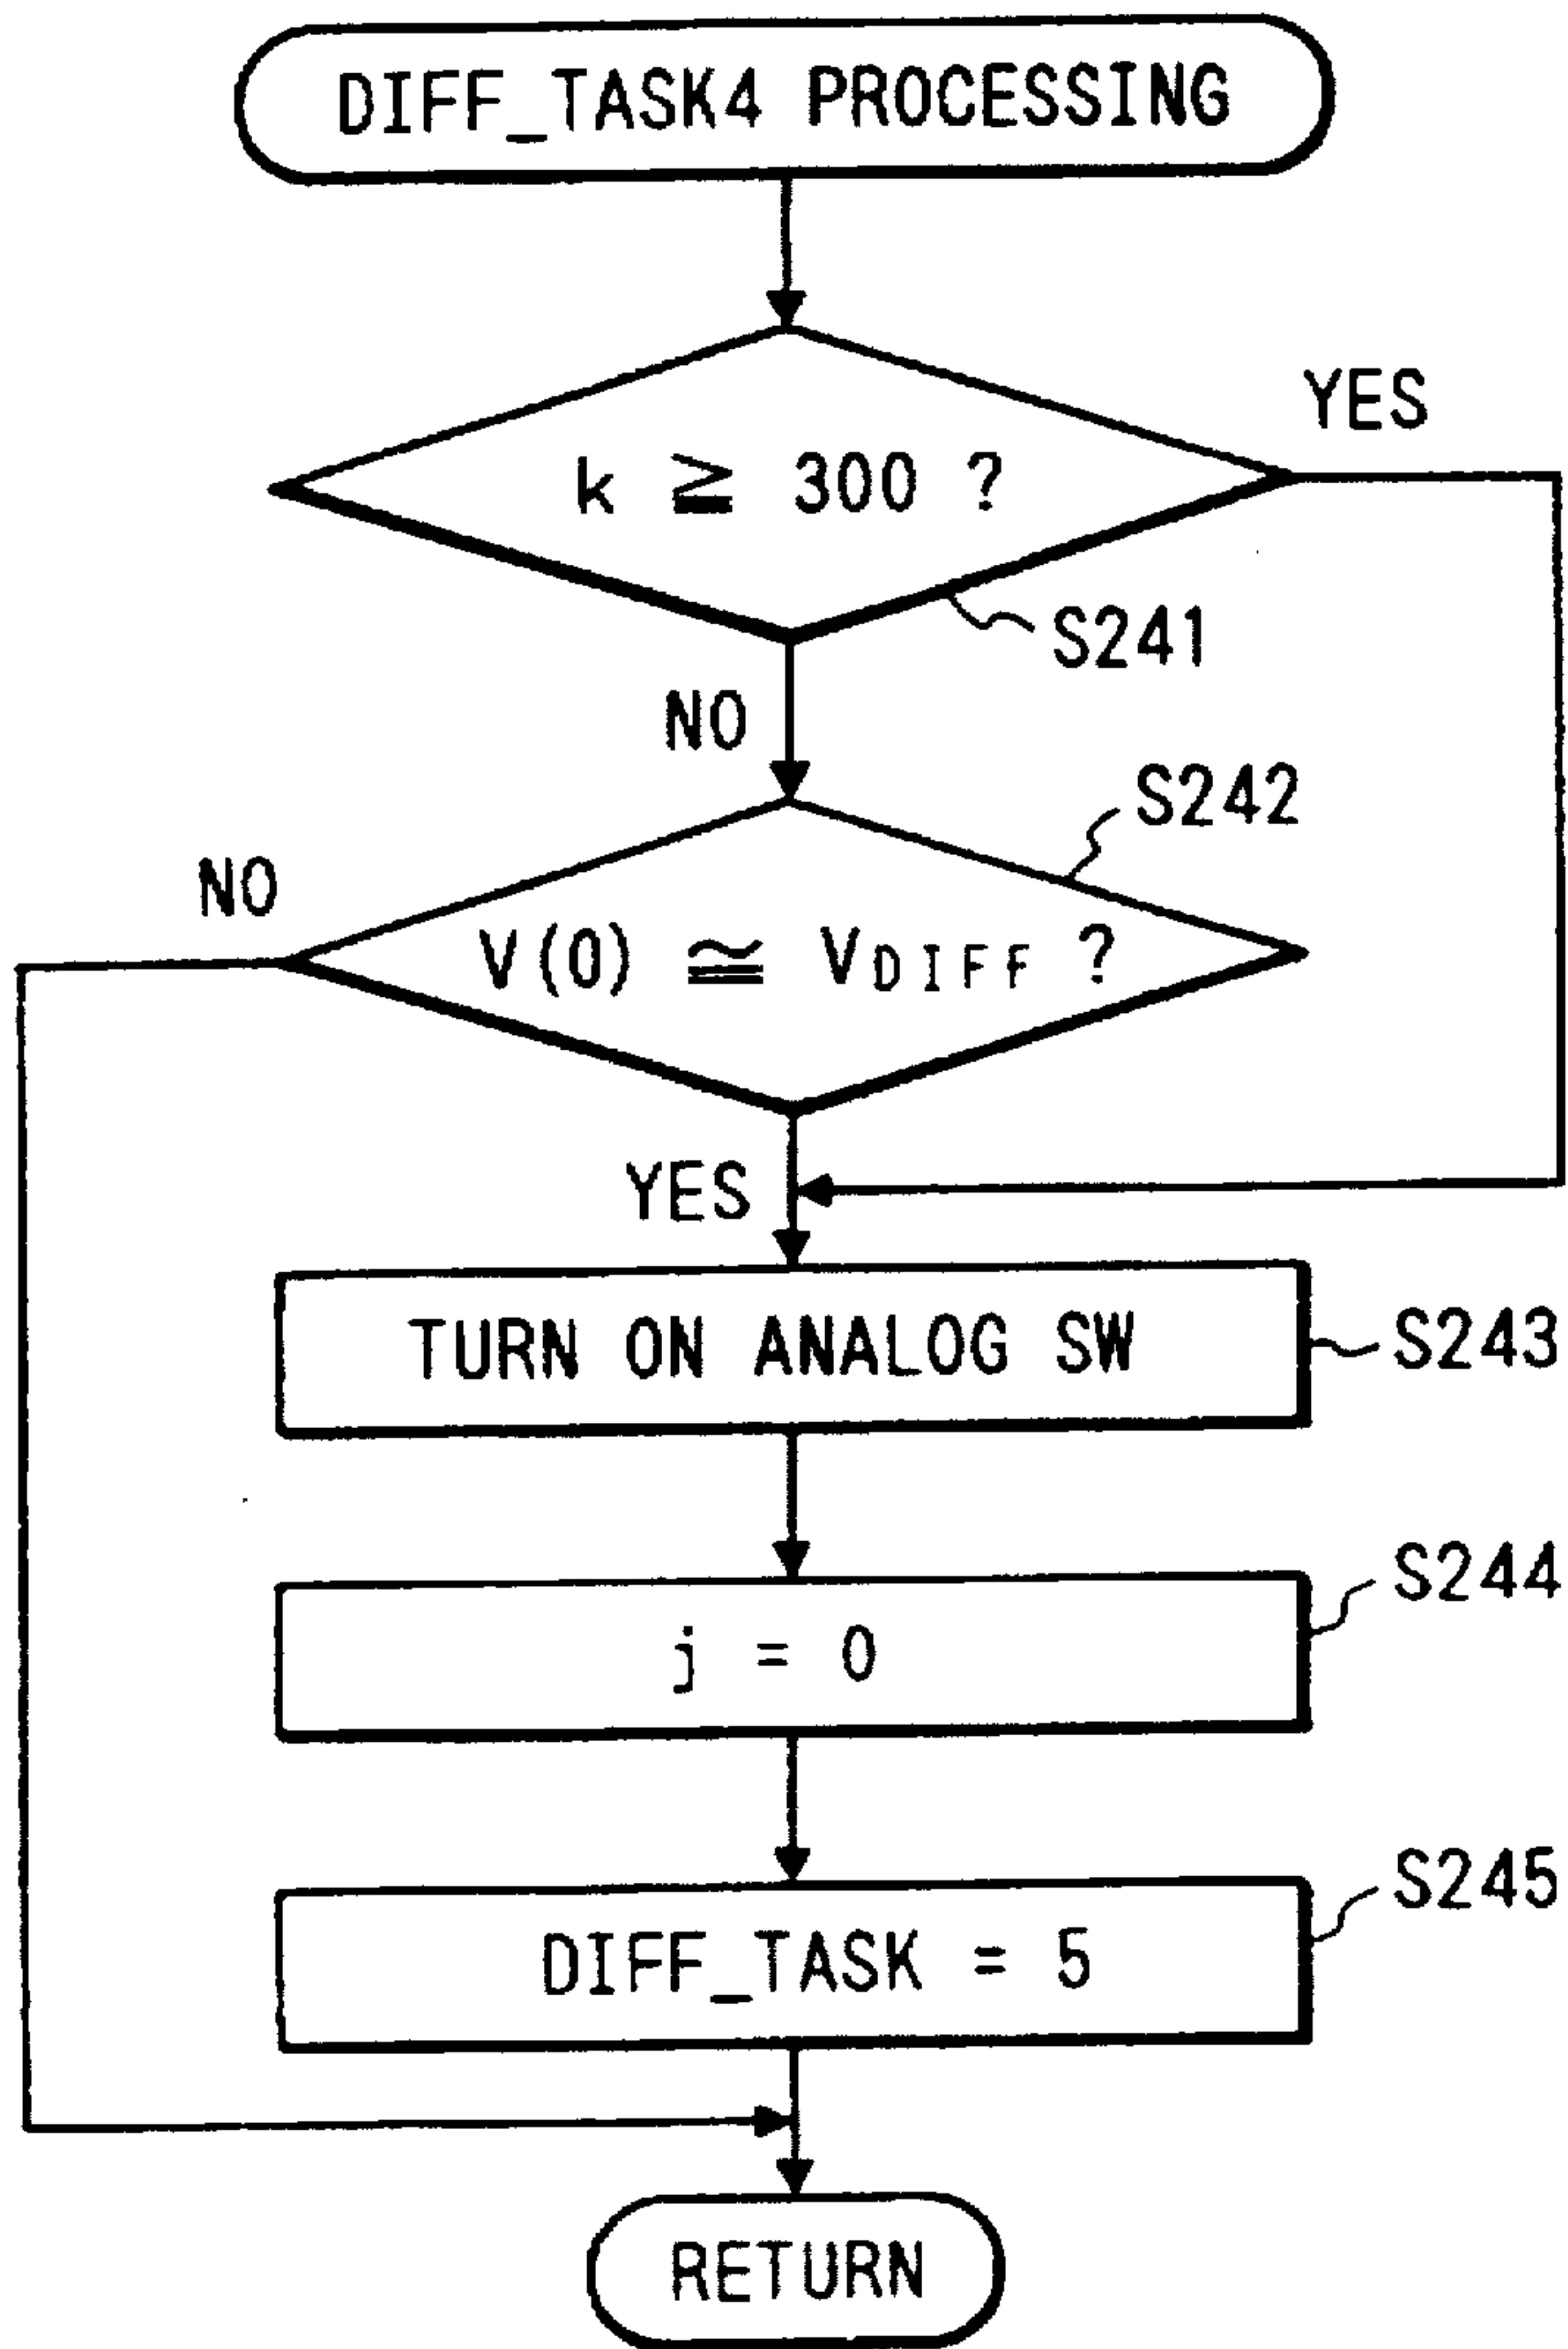 DIFF_TASK4 PROCESSING
YES
k ≧ 300 ?
S241
NO
S242
NO
V(0) ≅ VDIFF ?
YES
TURN ON ANALOG SW
S243
S244
j = 0
S245
DIFF_TASK = 5
RETURN